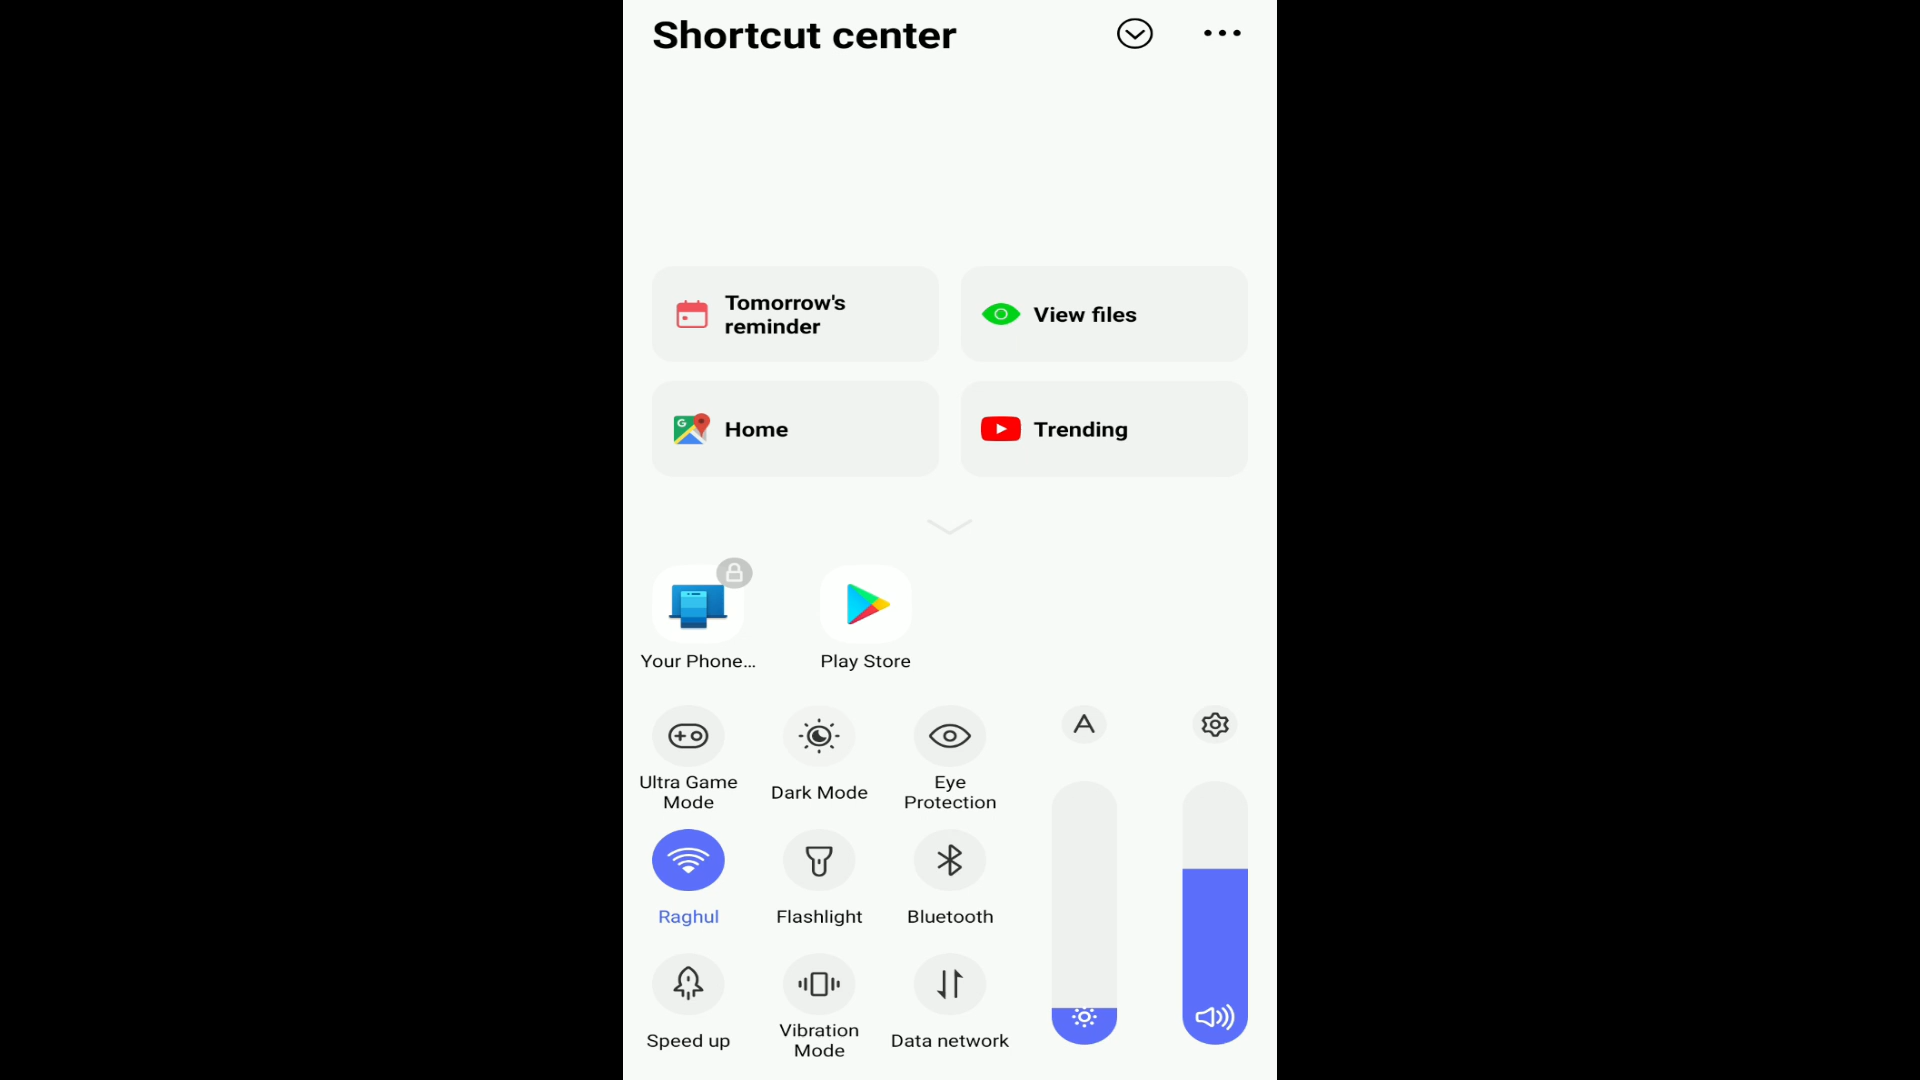 Shortcut center
Tomorrow's
reminder
View files
Home
Trending
Your Phone...
Play Store
Ultra Game
Mode
Dark Mode
Eye
Protection
Raghul
Flashlight
Bluetooth
Speed up
Vibration
Mode
Data network